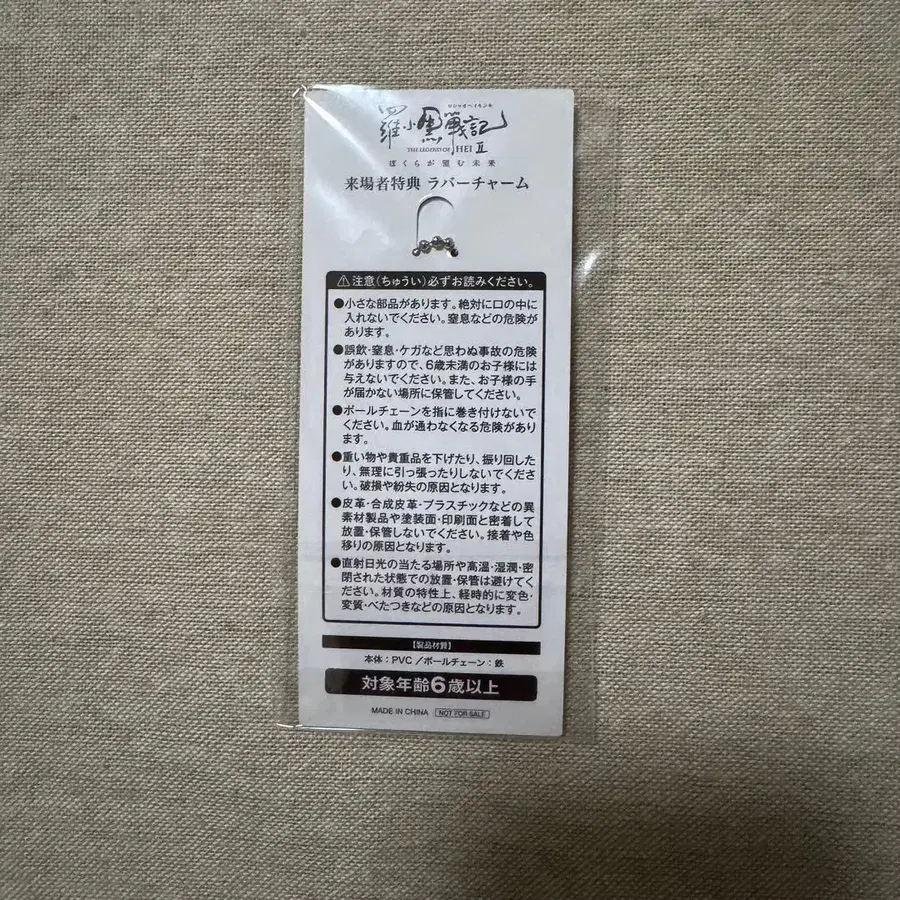 ロシャオヘイセンキ
羅小黒戦記
THE LEGEND OF HEI Ⅱ
ぼくらが望む未来
来場者特典 ラバーチャーム
⚠注意(ちゅうい)必ずお読みください。
●小さな部品があります。絶対に口の中に
入れないでください。窒息などの危険が
あります。
●誤飲・窒息・ケガなど思わぬ事故の危険
がありますので、6歳未満のお子様には
与えないでください。また、お子様の手
が届かない場所に保管してください。
●ボールチェーンを指に巻き付けないで
ください。血が通わなくなる危険があり
ます。
●重い物や貴重品を下げたり、振り回した
り、無理に引っ張ったりしないでくださ
い。破損や紛失の原因となります。
●皮革・合成皮革・プラスチックなどの異
素材製品や塗装面・印刷面と密着して
放置・保管しないでください。接着や色
移りの原因となります。
●直射日光の当たる場所や高温・湿潤・密
閉された状態での放置・保管は避けてく
ださい。材質の特性上、経時的に変色・
変質・べたつきなどの原因となります。
【製品材質】
本体:PVC/ボールチェーン:鉄
対象年齢6歳以上
MADE IN CHINA NOT FOR SALE